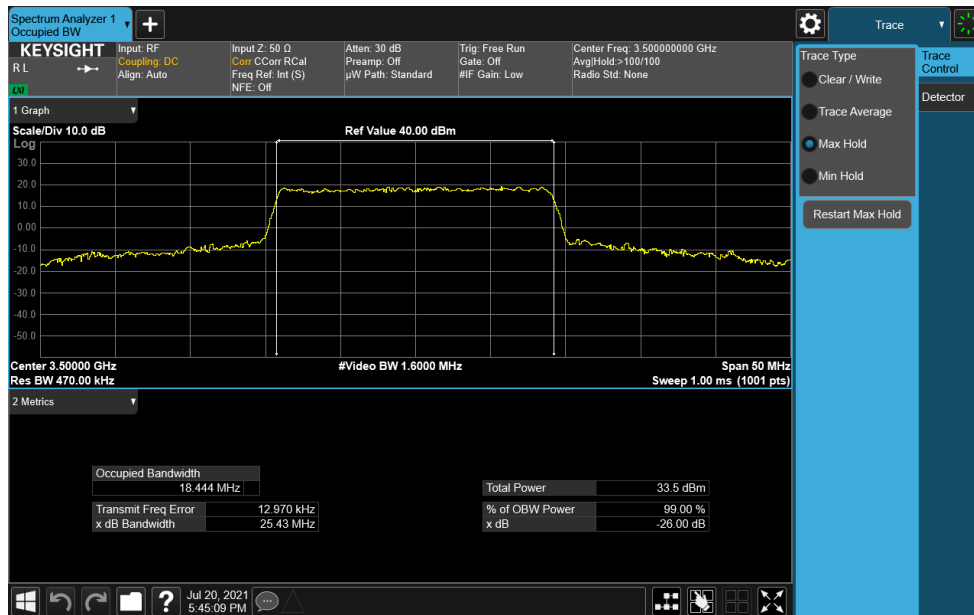 Spectrum Analyzer 1
Occupied BW
Trace
KEYSIGHT
R L
LXI
Input: RF
Coupling: DC
Align: Auto
Input Z: 50 Ω
Corr CCorr RCal
Freq Ref: Int (S)
NFE: Off
Atten: 30 dB
Preamp: Off
µW Path: Standard
Trig: Free Run
Gate: Off
#IF Gain: Low
Center Freq: 3.500000000 GHz
Avg|Hold:>100/100
Radio Std: None
Trace Type
Clear / Write
Trace Average
Max Hold
Min Hold
Restart Max Hold
Trace
Control
Detector
1 Graph
Scale/Div 10.0 dB
Ref Value 40.00 dBm
Log
30.0
20.0
10.0
0.00
-10.0
-20.0
-30.0
-40.0
-50.0
Center 3.50000 GHz
#Video BW 1.6000 MHz
Span 50 MHz
Res BW 470.00 kHz
Sweep 1.00 ms (1001 pts)
2 Metrics
Occupied Bandwidth
18.444 MHz
Total Power 33.5 dBm
Transmit Freq Error 12.970 kHz
% of OBW Power 99.00 %
x dB Bandwidth 25.43 MHz
x dB -26.00 dB
?
Jul 20, 2021
5:45:09 PM